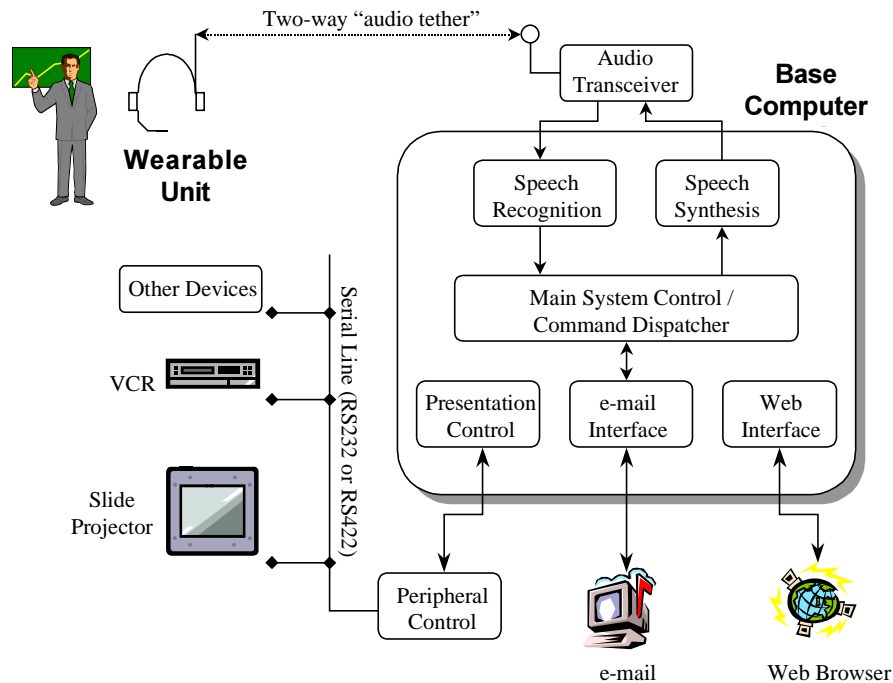 Two-way “audio tether”
Audio
Transceiver
Base
Computer
Wearable
Unit
Speech
Recognition
Speech
Synthesis
Other Devices
Serial Line (RS232 or RS422)
Main System Control /
Command Dispatcher
VCR
Presentation
Control
e-mail
Interface
Web
Interface
Slide
Projector
Peripheral
Control
e-mail
Web Browser